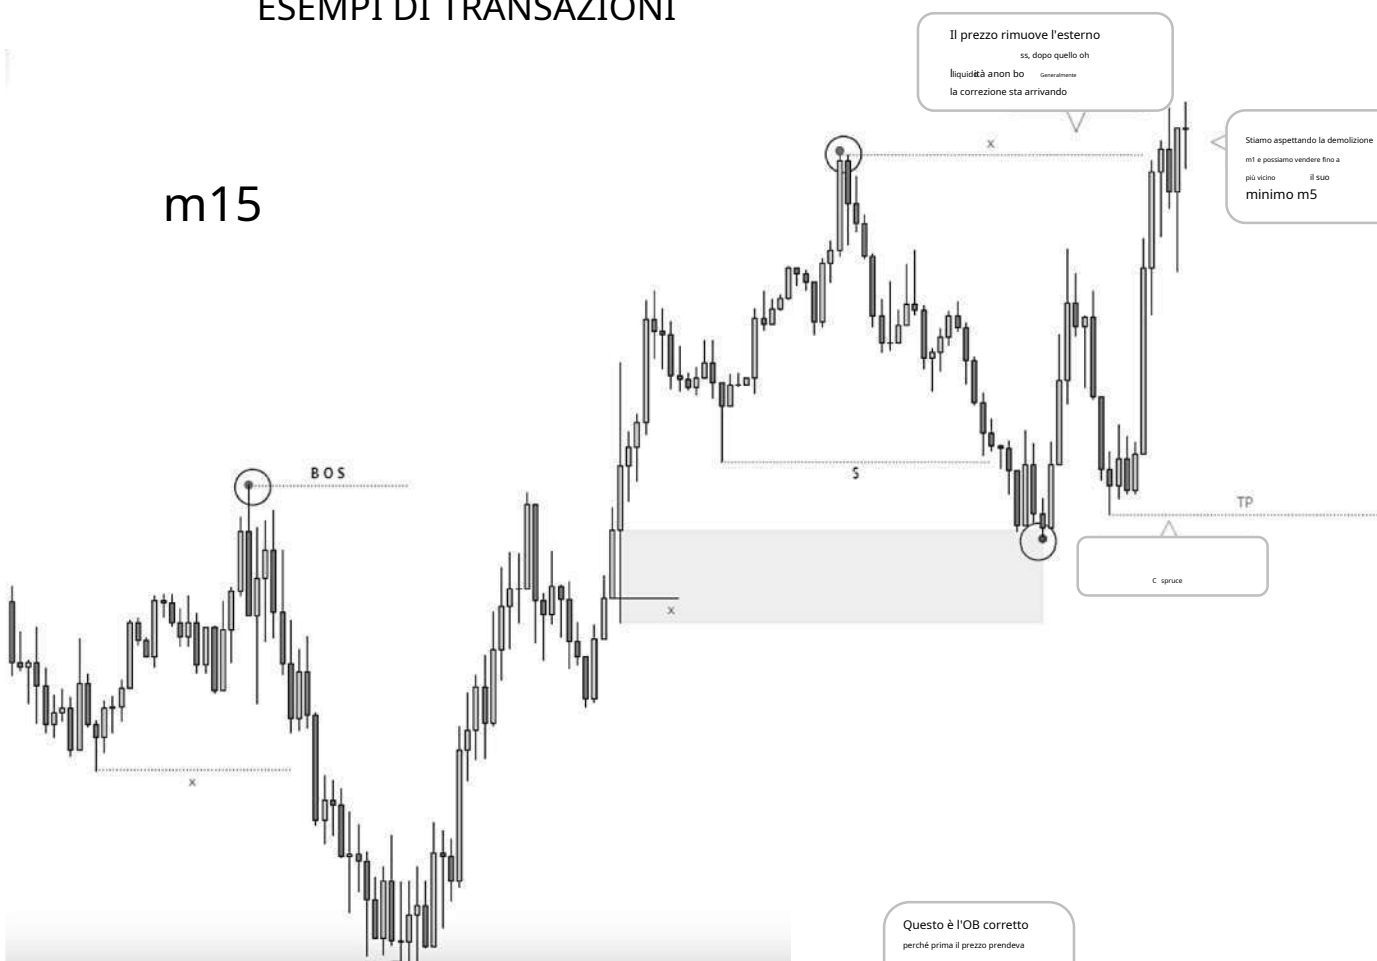 ESEMPI DI TRANSAZIONI
Il prezzo rimuove l'esterno
ss, dopo quello oh
anon bo Generalmente
la correzione sta arrivando
x
Stiamo aspettando la demolizione
m1 e possiamo vendere fino a
più vicino il suo
minimo m5
m15
BOS
$
TP
C spruce
x
x
Questo è l'OB corretto
perché prima il prezzo prendeva